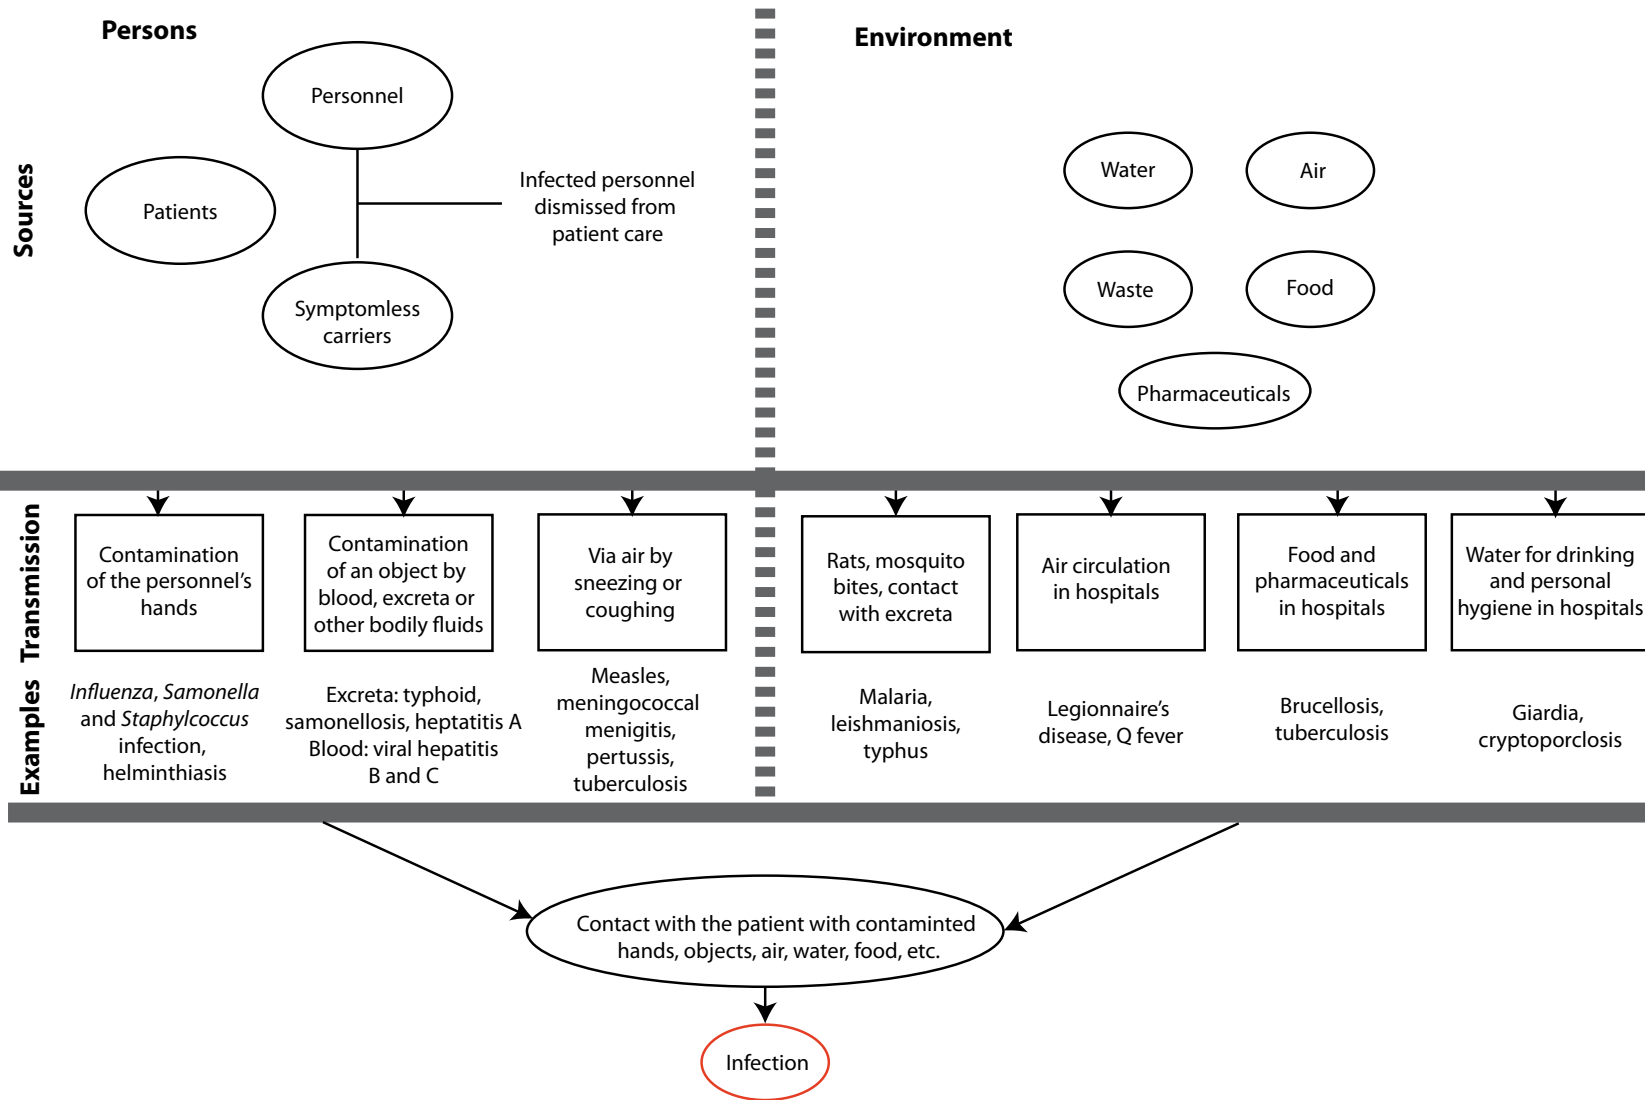 Persons
Environment
Sources
Personnel
Patients
Symptomless
carriers
Infected personnel
dismissed from
patient care
Water
Air
Waste
Food
Pharmaceuticals
Transmission
Contamination
of the personnel’s
hands
Contamination
of an object by
blood, excreta or
other bodily fluids
Via air by
sneezing or
coughing
Rats, mosquito
bites, contact
with excreta
Air circulation
in hospitals
Food and
pharmaceuticals
in hospitals
Water for drinking
and personal
hygiene in hospitals
Examples
Influenza, Samonella
and Staphylcoccus
infection,
helminthiasis
Excreta: typhoid,
samonellosis, heptatitis A
Blood: viral hepatitis
B and C
Measles,
meningococcal
menigitis,
pertussis,
tuberculosis
Malaria,
leishmaniosis,
typhus
Legionnaire’s
disease, Q fever
Brucellosis,
tuberculosis
Giardia,
cryptoporclosis
Contact with the patient with contaminted
hands, objects, air, water, food, etc.
Infection